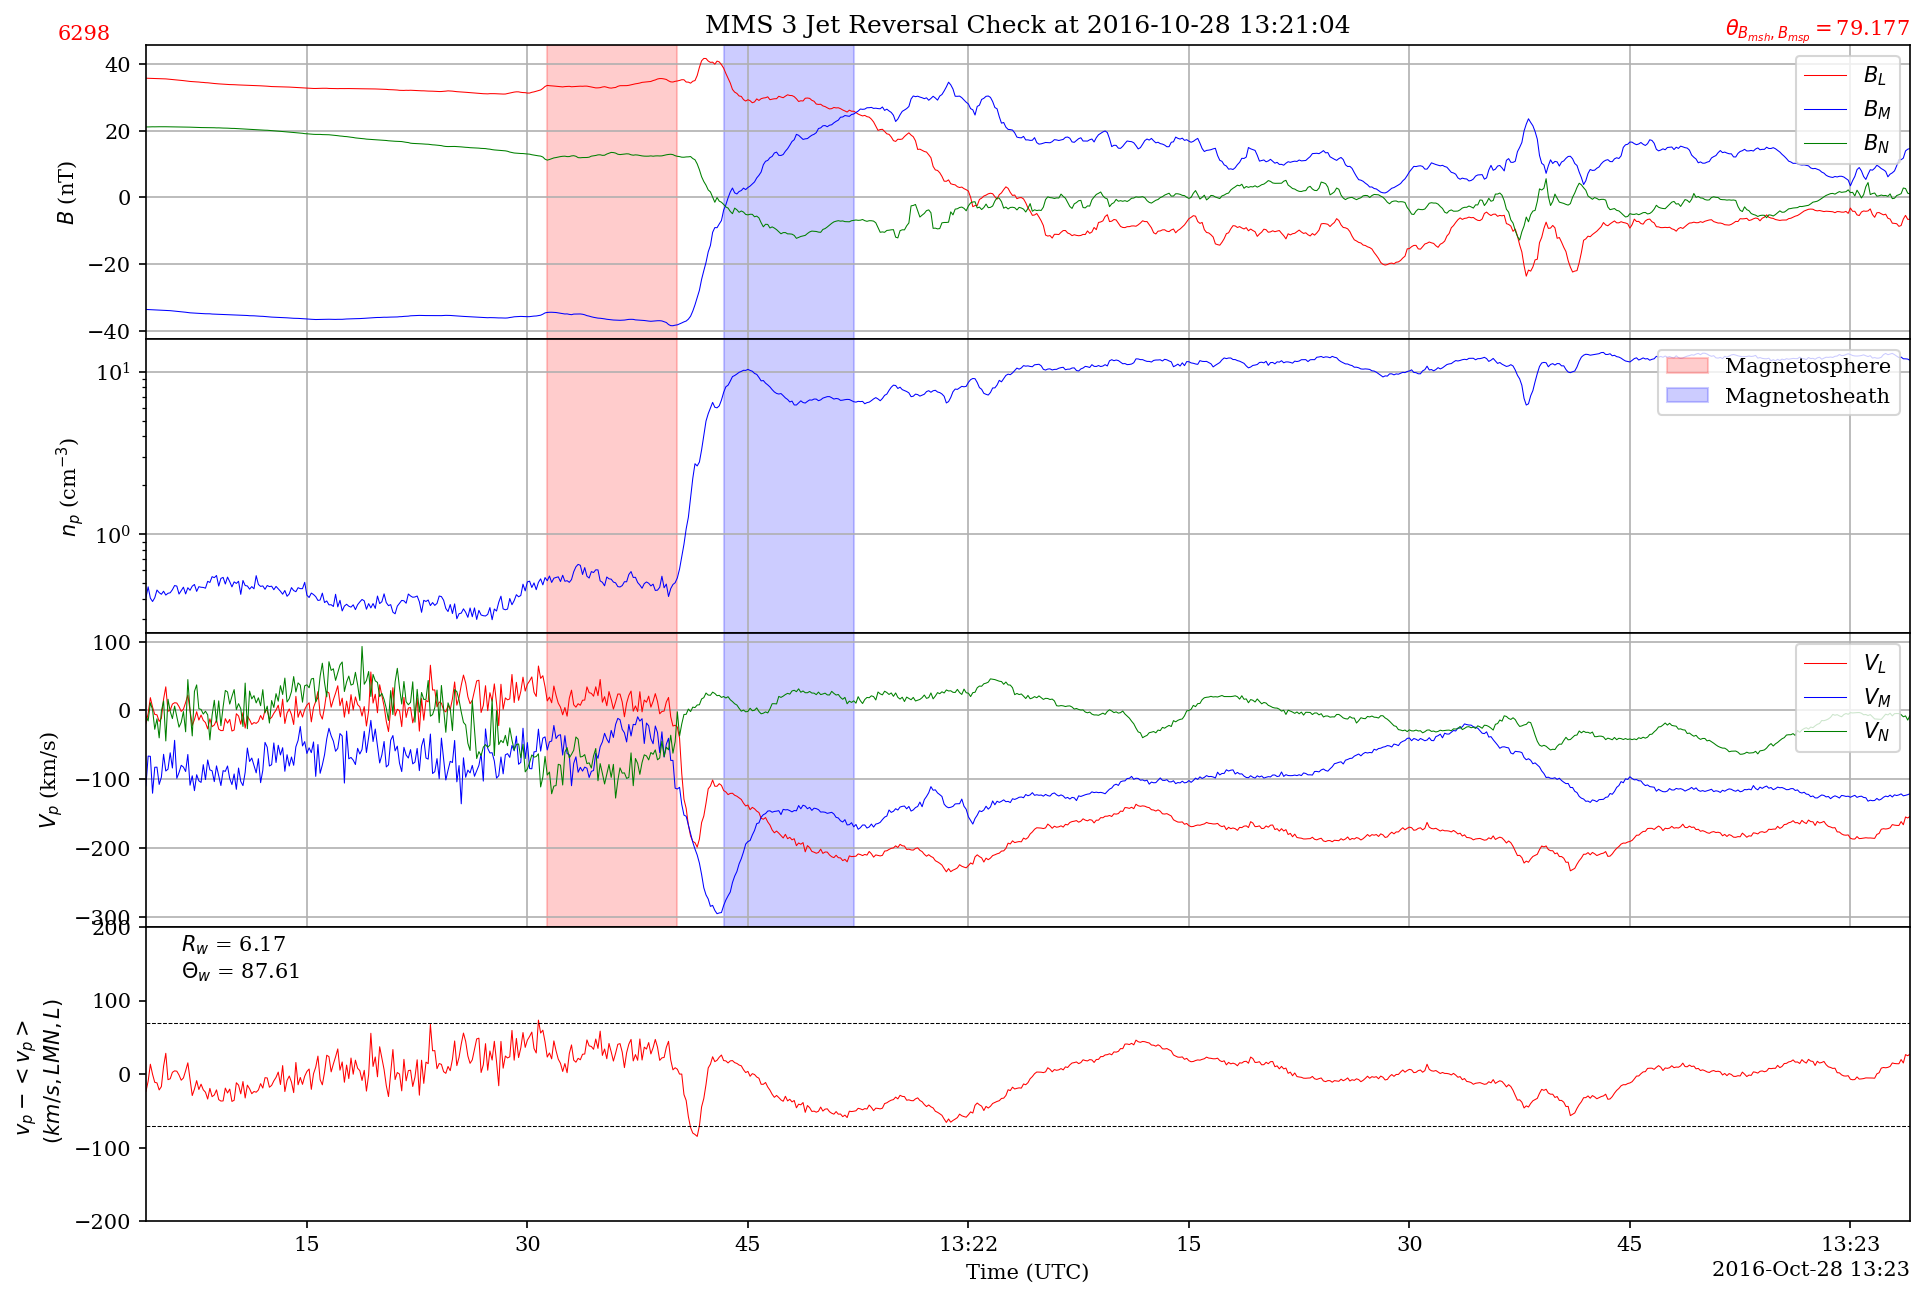 MMS 3 Jet Reversal Check at 2016-10-28 13:21:04
6298
θ_{B_{msh}, B_{msp}} = 79.177
40
20
0
−20
−40
B (nT)
B_L
B_M
B_N
10^1
10^0
n_p (cm^{−3})
Magnetosphere
Magnetosheath
100
0
−100
−200
−300
V_p (km/s)
V_L
V_M
V_N
200
100
0
−100
−200
v_p − < v_p >
(km/s, LMN, L)
R_w = 6.17
Θ_w = 87.61
15 30 45 13:22 15 30 45 13:23
Time (UTC)
2016-Oct-28 13:23